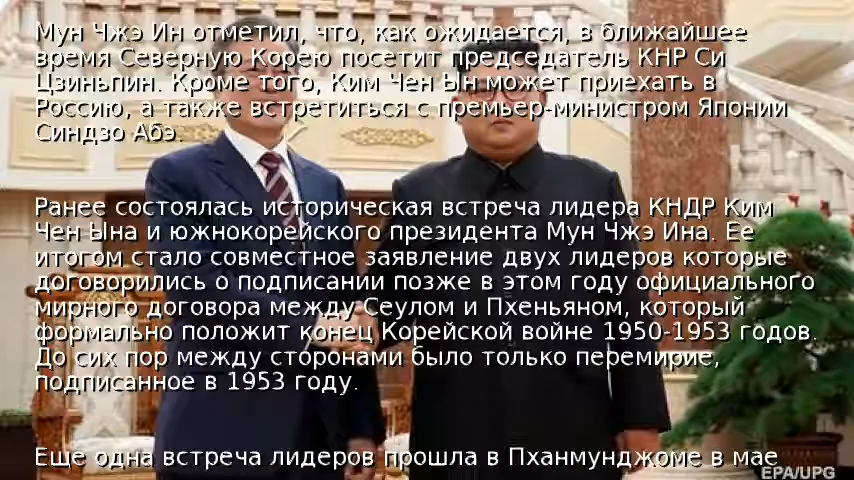 Мун Чжэ Ин отметил, что, как ожидается, в ближайшее
время Северную Корею посетит председатель КНР Си
Цзиньпин. Кроме того, Ким Чен Ын может приехать в
Россию, а также встретиться с премьер-министром Японии
Синдзо Абэ.
Ранее состоялась историческая встреча лидера КНДР Ким
Чен Ына и южнокорейского президента Мун Чжэ Ина. Ее
итогом стало совместное заявление двух лидеров которые
договорились о подписании позже в этом году официального
мирного договора между Сеулом и Пхеньяном, который
формально положит конец Корейской войне 1950-1953 годов.
До сих пор между сторонами было только перемирие,
подписанное в 1953 году.
Еще одна встреча лидеров прошла в Пханмунджоме в мае
EPA/UPG